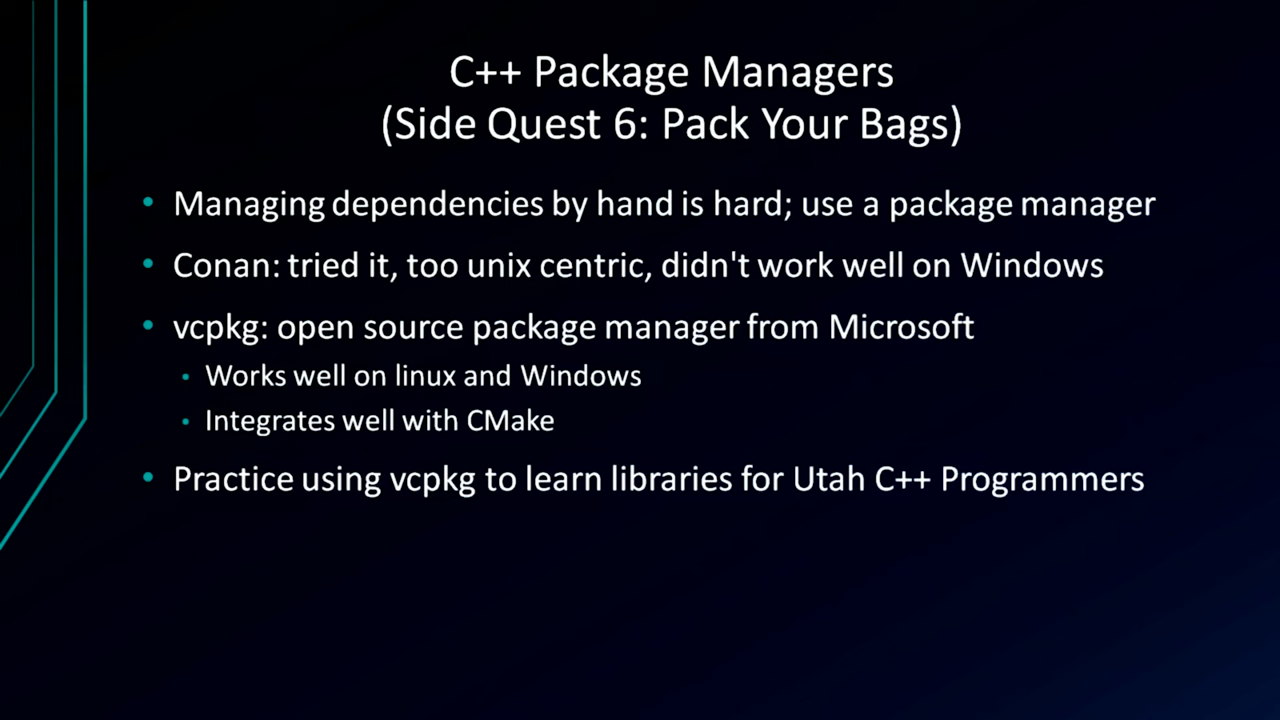 C++ Package Managers
(Side Quest 6: Pack Your Bags)
• Managing dependencies by hand is hard; use a package manager
• Conan: tried it, too unix centric, didn't work well on Windows
• vcpkg: open source package manager from Microsoft
• Works well on linux and Windows
• Integrates well with CMake
• Practice using vcpkg to learn libraries for Utah C++ Programmers